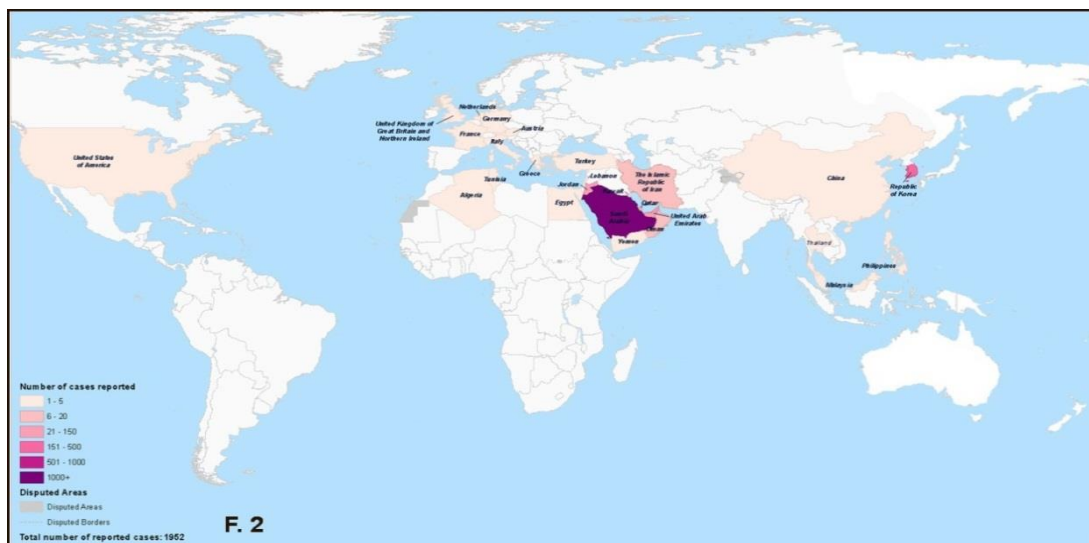 Netherlands
United Kingdom of
Great Britain and
Northern Ireland
Germany
Austria
France
Italy
United States
of America
Greece
Turkey
Tunisia
Lebanon
The Islamic
Republic
of Iran
China
Republic
of Korea
Algeria
Jordan
Kuwait
Egypt
Qatar
United Arab
Emirates
Saudi
Arabia
Oman
Yemen
Thailand
Philippines
Malaysia
Number of cases reported
1 - 5
6 - 20
21 - 150
151 - 500
501 - 1000
1000+
Disputed Areas
Disputed Areas
Disputed Borders
Total number of reported cases: 1952
F. 2